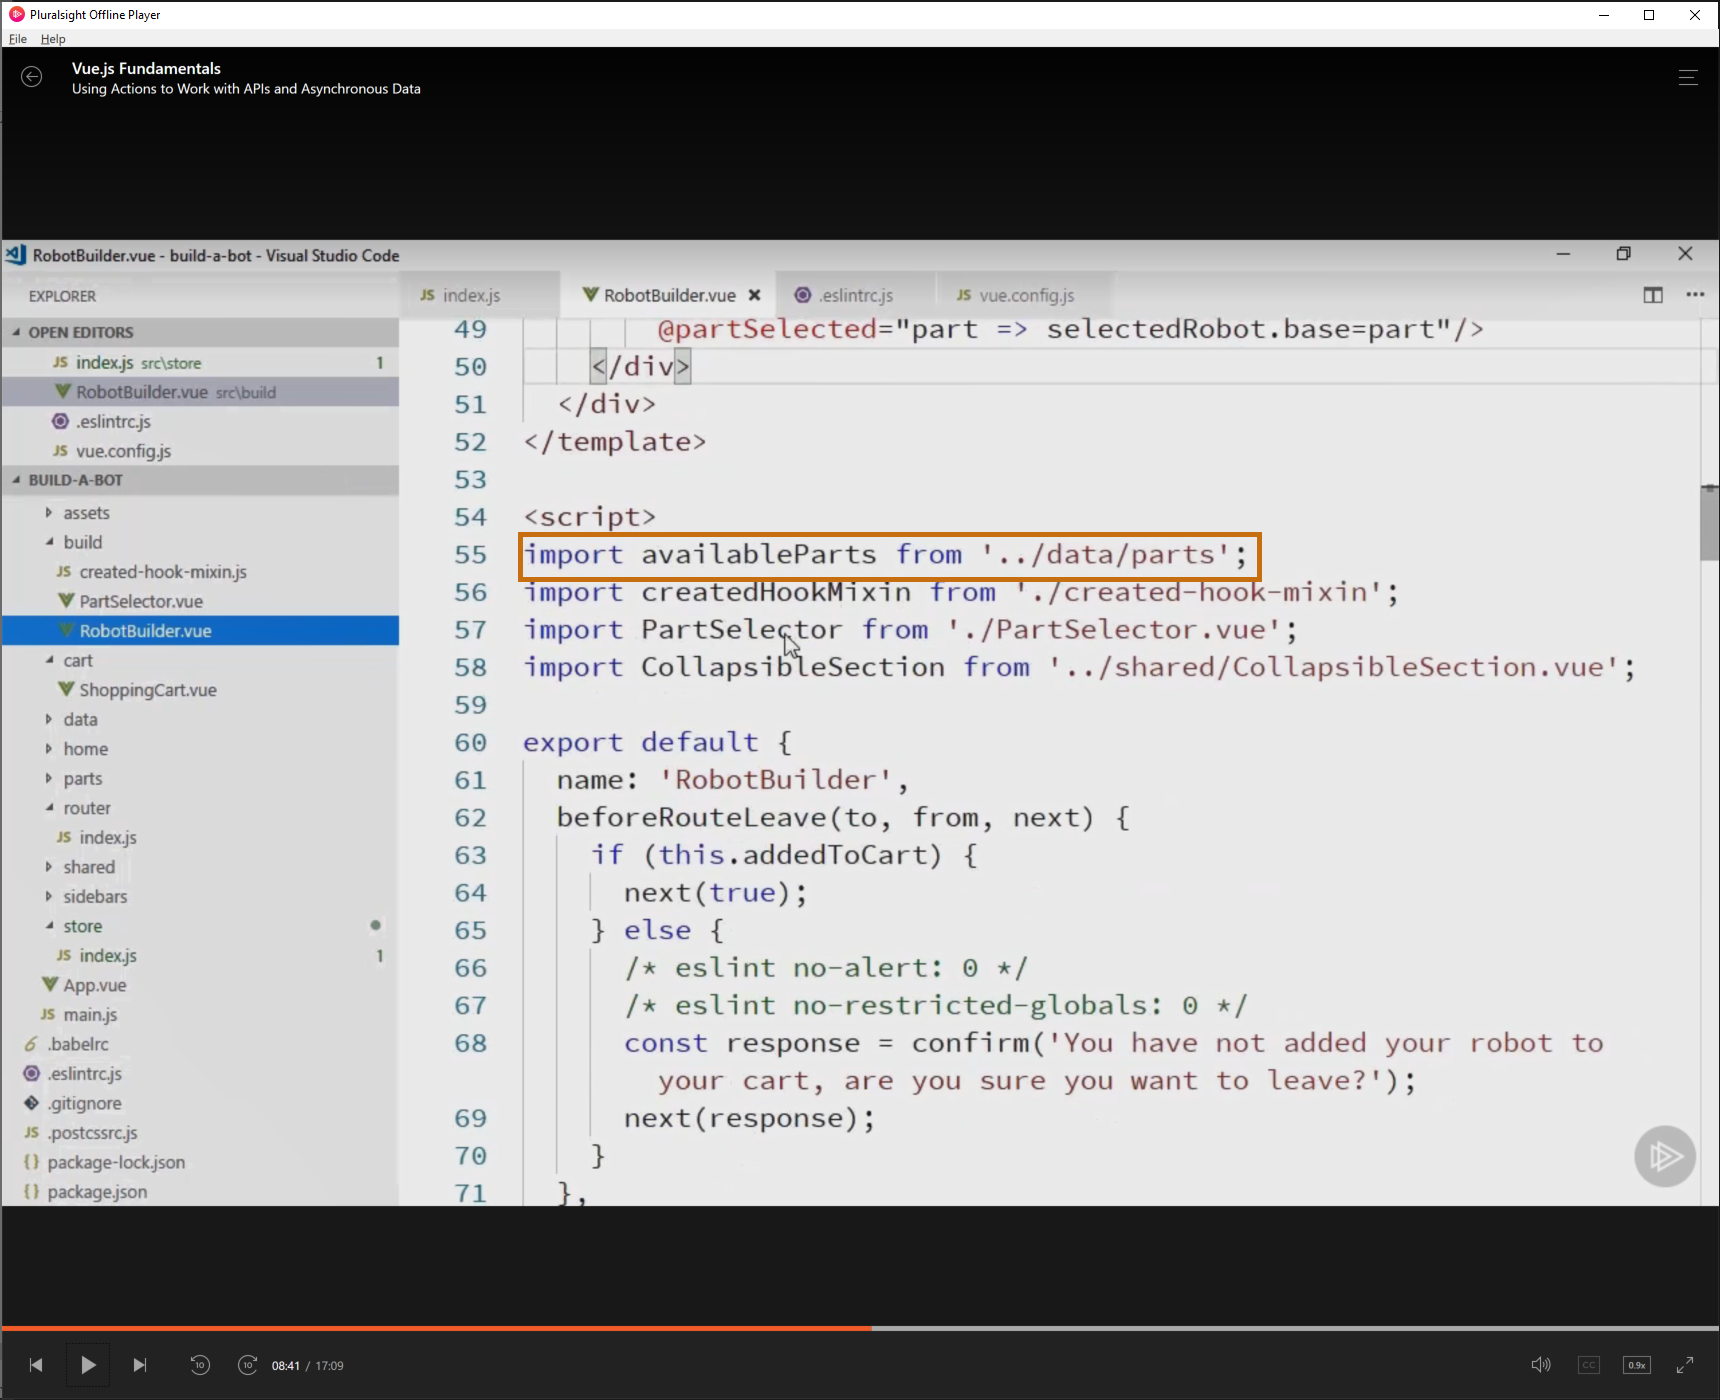 Pluralsight Offline Player
File Help
Vue.js Fundamentals
Using Actions to Work with APIs and Asynchronous Data
RobotBuilder.vue - build-a-bot - Visual Studio Code
EXPLORER
JS index.js
RobotBuilder.vue
.eslintrc.js
JS vue.config.js
OPEN EDITORS
JS index.js src\store 1
RobotBuilder.vue src\build
.eslintrc.js
JS vue.config.js
BUILD-A-BOT
assets
build
JS created-hook-mixin.js
PartSelector.vue
RobotBuilder.vue
cart
ShoppingCart.vue
data
home
parts
router
JS index.js
shared
sidebars
store
JS index.js 1
App.vue
JS main.js
.babelrc
.eslintrc.js
.gitignore
JS .postcssrc.js
{} package-lock.json
{} package.json
49 @partSelected="part => selectedRobot.base=part"/>
50 </div>
51 </div>
52 </template>
53
54 <script>
55 import availableParts from '../data/parts';
56 import createdHookMixin from './created-hook-mixin';
57 import PartSelector from './PartSelector.vue';
58 import CollapsibleSection from '../shared/CollapsibleSection.vue';
59
60 export default {
61 name: 'RobotBuilder',
62 beforeRouteLeave(to, from, next) {
63 if (this.addedToCart) {
64 next(true);
65 } else {
66 /* eslint no-alert: 0 */
67 /* eslint no-restricted-globals: 0 */
68 const response = confirm('You have not added your robot to
your cart, are you sure you want to leave?');
69 next(response);
70 }
71 },
10
10
08:41 / 17:09
CC
0.9x